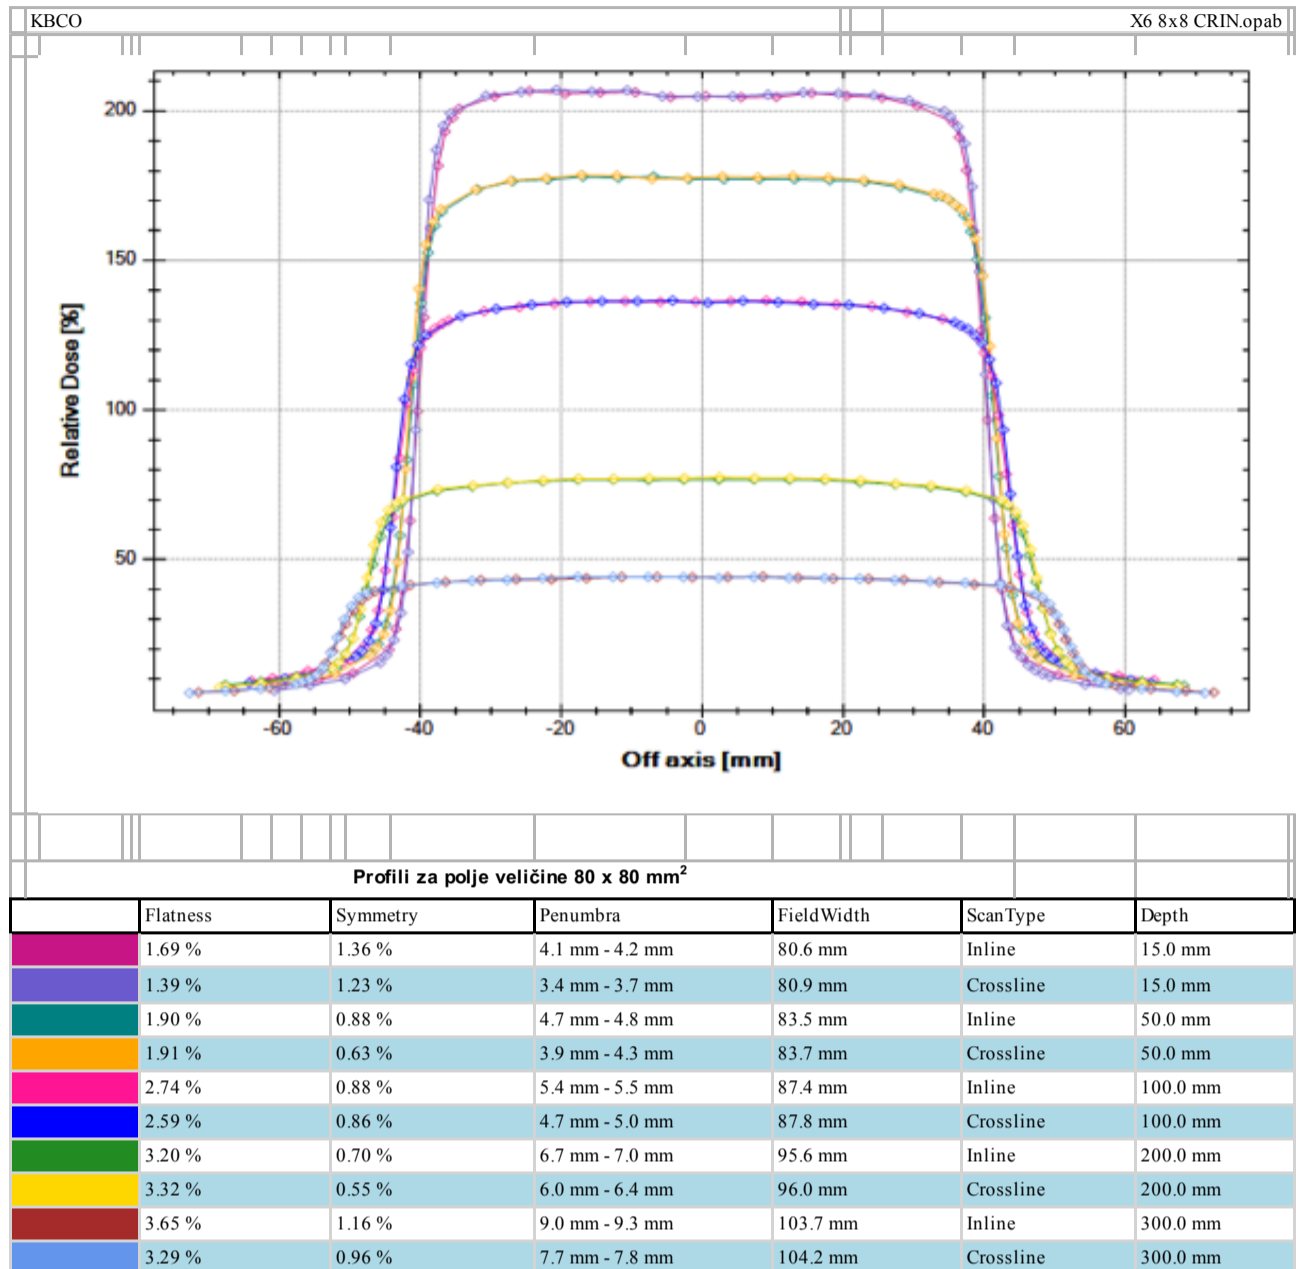 KBCO X6 8x8 CRIN.opab
200
150
100
50
Relative Dose [%]
-60 -40 -20 0 20 40 60
Off axis [mm]
Profili za polje veličine 80 x 80 mm²
Flatness Symmetry Penumbra FieldWidth ScanType Depth
1.69 % 1.36 % 4.1 mm - 4.2 mm 80.6 mm Inline 15.0 mm
1.39 % 1.23 % 3.4 mm - 3.7 mm 80.9 mm Crossline 15.0 mm
1.90 % 0.88 % 4.7 mm - 4.8 mm 83.5 mm Inline 50.0 mm
1.91 % 0.63 % 3.9 mm - 4.3 mm 83.7 mm Crossline 50.0 mm
2.74 % 0.88 % 5.4 mm - 5.5 mm 87.4 mm Inline 100.0 mm
2.59 % 0.86 % 4.7 mm - 5.0 mm 87.8 mm Crossline 100.0 mm
3.20 % 0.70 % 6.7 mm - 7.0 mm 95.6 mm Inline 200.0 mm
3.32 % 0.55 % 6.0 mm - 6.4 mm 96.0 mm Crossline 200.0 mm
3.65 % 1.16 % 9.0 mm - 9.3 mm 103.7 mm Inline 300.0 mm
3.29 % 0.96 % 7.7 mm - 7.8 mm 104.2 mm Crossline 300.0 mm